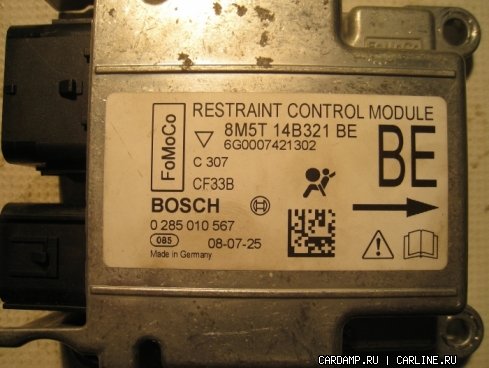 FoMoCo
FoMoCo
RESTRAINT CONTROL MODULE
8M5T 14B321 BE
6G0007421302
C 307
CF33B
BE
BOSCH
0 285 010 567
085
08-07-25
Made in Germany
CARDAMP.RU | CARLINE.RU